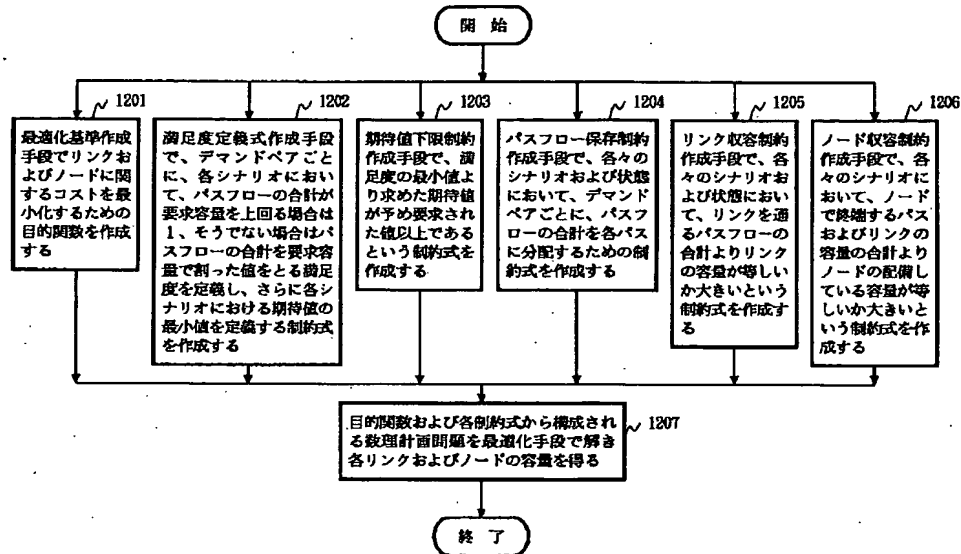 開 始
1201
最適化基準作成
手段でリンクお
よびノードに関
するコストを最
小化するための
目的関数を作成
する
1202
満足度定義式作成手段
で、デマンドペアごと
に、各シナリオにおい
て、パスフローの合計が
要求容量を上回る場合は
1、そうでない場合はパ
スフローの合計を要求容
量で割った値をとる満足
度を定義し、さらに各シ
ナリオにおける期待値の
最小値を定義する制約式
を作成する
1203
期待値下限制約
作成手段で、満
足度の最小値よ
り求めた期待値
が予め要求され
た値以上である
という制約式を
作成する
1204
パスフロー保存制約
作成手段で、各々の
シナリオおよび状態
において、デマンド
ペアごとに、パスフ
ローの合計を各パス
に分配するための制
約式を作成する
1205
リンク収容制約
作成手段で、各
々のシナリオお
よび状態におい
て、リンクを通
るパスフローの
合計よりリンク
の容量が等しい
か大きいという
制約式を作成す
る
1206
ノード収容制約
作成手段で、各
々のシナリオに
おいて、ノード
で終端するパス
およびリンクの
容量の合計より
ノードの配備し
ている容量が等
しいか大きいと
いう制約式を作
成する
目的関数および各制約式から構成され
る数理計画問題を最適化手段で解き
各リンクおよびノードの容量を得る
1207
終 了